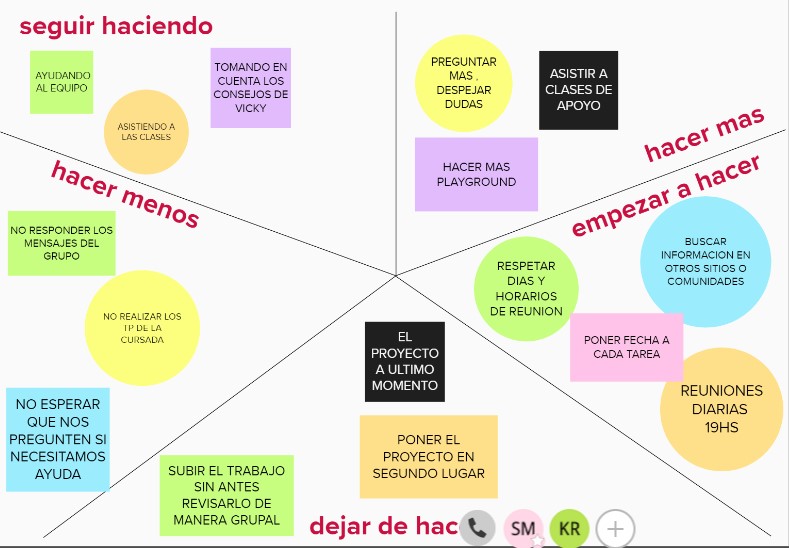 seguir haciendo
AYUDANDO
AL EQUIPO
ASISTIENDO A
LAS CLASES
TOMANDO EN
CUENTA LOS
CONSEJOS DE
VICKY
PREGUNTAR
MAS ,
DESPEJAR
DUDAS
ASISTIR A
CLASES DE
APOYO
HACER MAS
PLAYGROUND
hacer mas
hacer menos
NO RESPONDER LOS
MENSAJES DEL
GRUPO
NO REALIZAR LOS
TP DE LA
CURSADA
NO ESPERAR
QUE NOS
PREGUNTEN SI
NECESITAMOS
AYUDA
empezar a hacer
RESPETAR
DIAS Y
HORARIOS
DE REUNION
BUSCAR
INFORMACION EN
OTROS SITIOS O
COMUNIDADES
PONER FECHA A
CADA TAREA
REUNIONES
DIARIAS
19HS
EL
PROYECTO
A ULTIMO
MOMENTO
PONER EL
PROYECTO EN
SEGUNDO LUGAR
SUBIR EL TRABAJO
SIN ANTES
REVISARLO DE
MANERA GRUPAL
dejar de hac
SM
KR